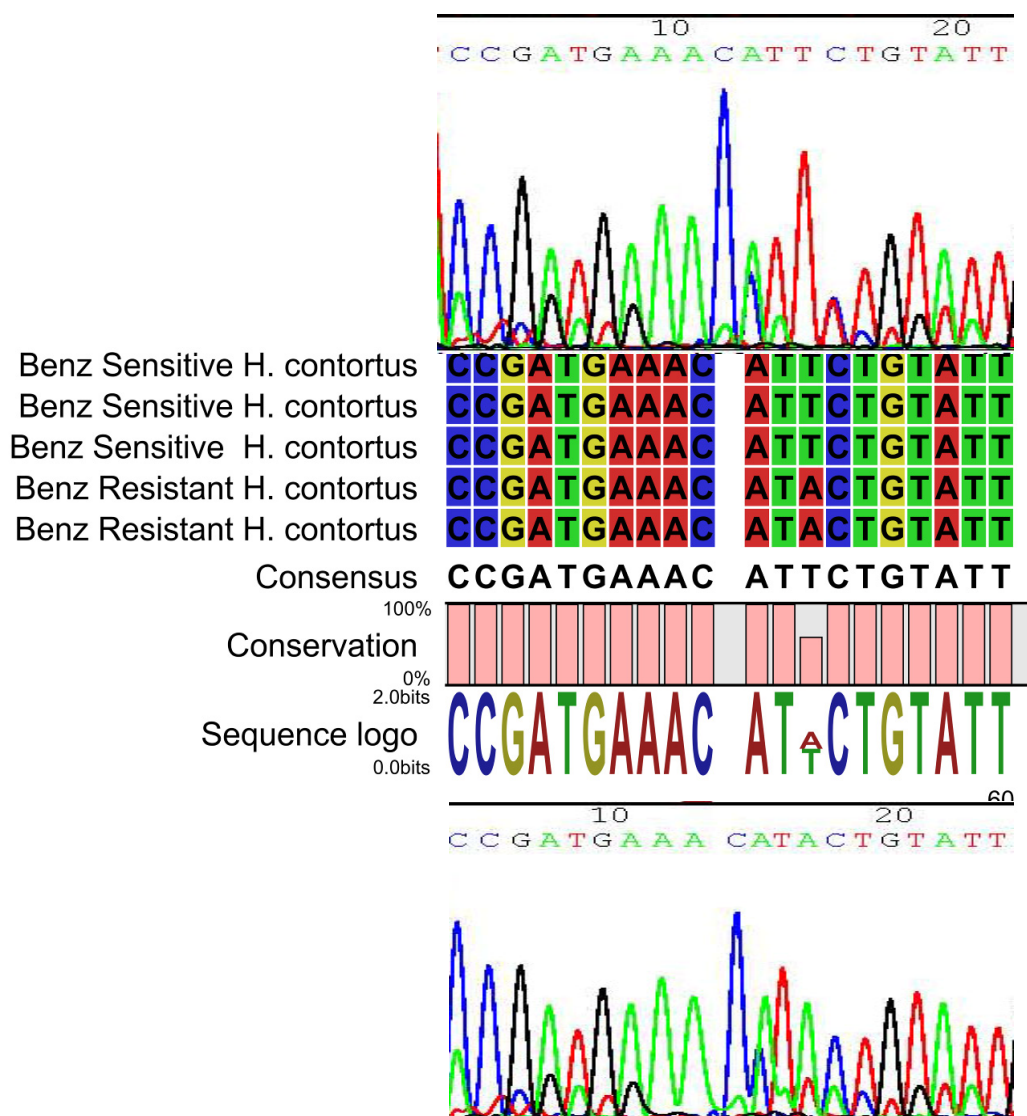 10 20
CCGATGAAACATTCTGTATT
Benz Sensitive H. contortus CCGATGAAAC ATTCTGTATT
Benz Sensitive H. contortus CCGATGAAAC ATTCTGTATT
Benz Sensitive H. contortus CCGATGAAAC ATTCTGTATT
Benz Resistant H. contortus CCGATGAAAC ATACTGTATT
Benz Resistant H. contortus CCGATGAAAC ATACTGTATT
Consensus CCGATGAAAC ATTCTGTATT
100%
Conservation
0%
2.0bits
Sequence logo CCGATGAAAC ATATCTGTATT
0.0bits
60
10 20
CCGATGAAA CATACTGTATT